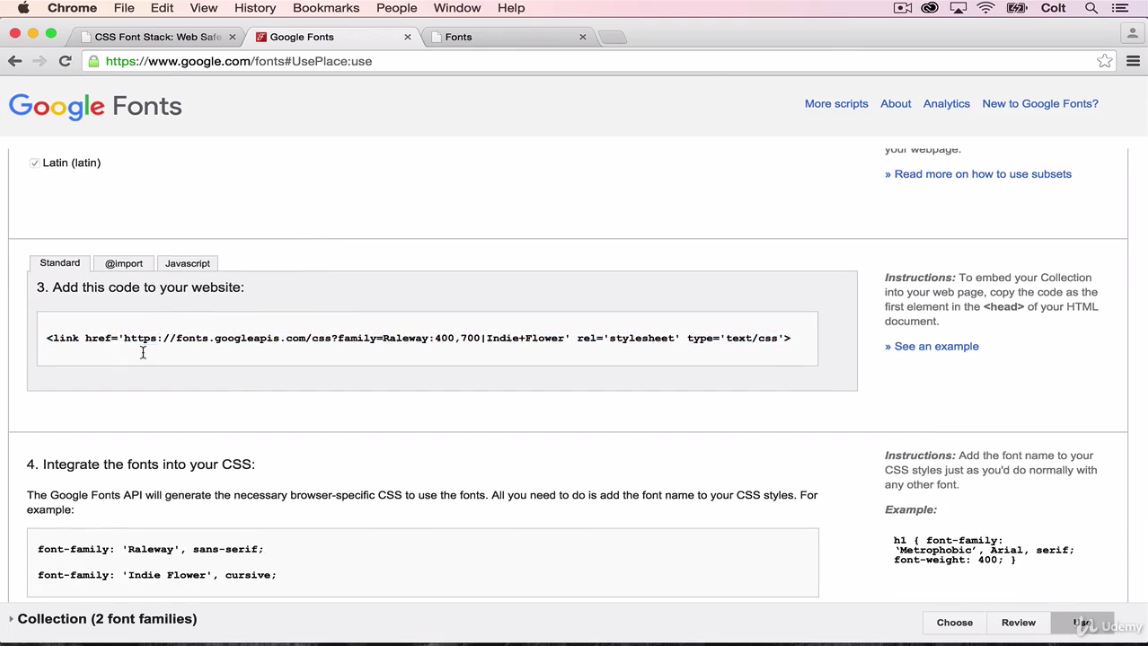 Chrome File Edit View History Bookmarks People Window Help Colt
CSS Font Stack: Web Safe
Google Fonts
Fonts
https://www.google.com/fonts#UsePlace:use
Google Fonts
More scripts About Analytics New to Google Fonts?
your webpage.
Latin (latin)
» Read more on how to use subsets
Standard @import Javascript
3. Add this code to your website:
<link href='https://fonts.googleapis.com/css?family=Raleway:400,700|Indie+Flower' rel='stylesheet' type='text/css'>
Instructions: To embed your Collection
into your web page, copy the code as the
first element in the <head> of your HTML
document.
» See an example
4. Integrate the fonts into your CSS:
The Google Fonts API will generate the necessary browser-specific CSS to use the fonts. All you need to do is add the font name to your CSS styles. For
example:
font-family: 'Raleway', sans-serif;
font-family: 'Indie Flower', cursive;
Instructions: Add the font name to your
CSS styles just as you'd do normally with
any other font.
Example:
h1 { font-family:
‘Metrophobic’, Arial, serif;
font-weight: 400; }
Collection (2 font families)
Choose Review Use
Udemy